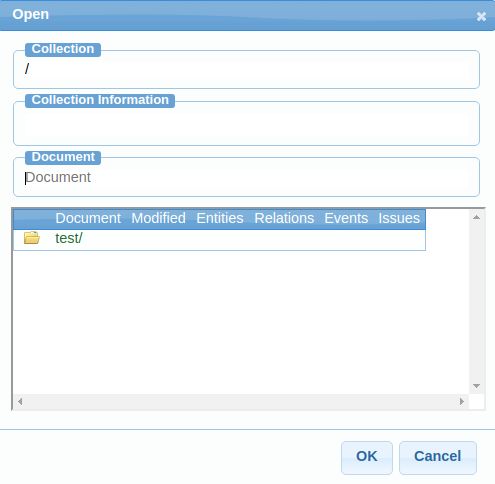 Open
Collection
/
Collection Information
Document
Document
Document Modified Entities Relations Events Issues
test/
OK Cancel